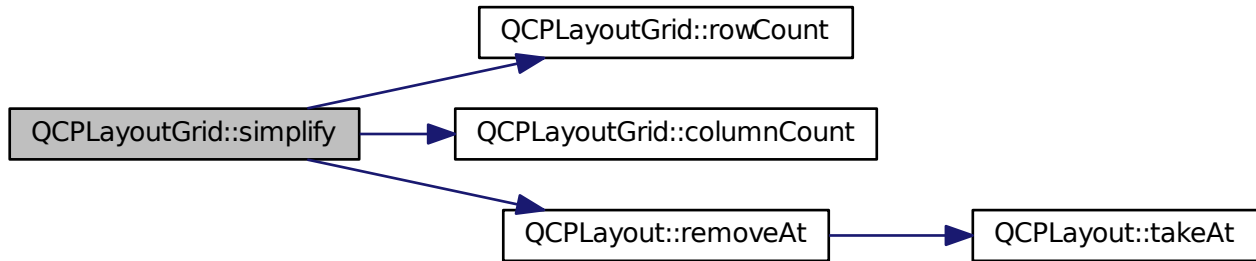 QCPLayoutGrid::rowCount
QCPLayoutGrid::simplify
QCPLayoutGrid::columnCount
QCPLayout::removeAt
QCPLayout::takeAt